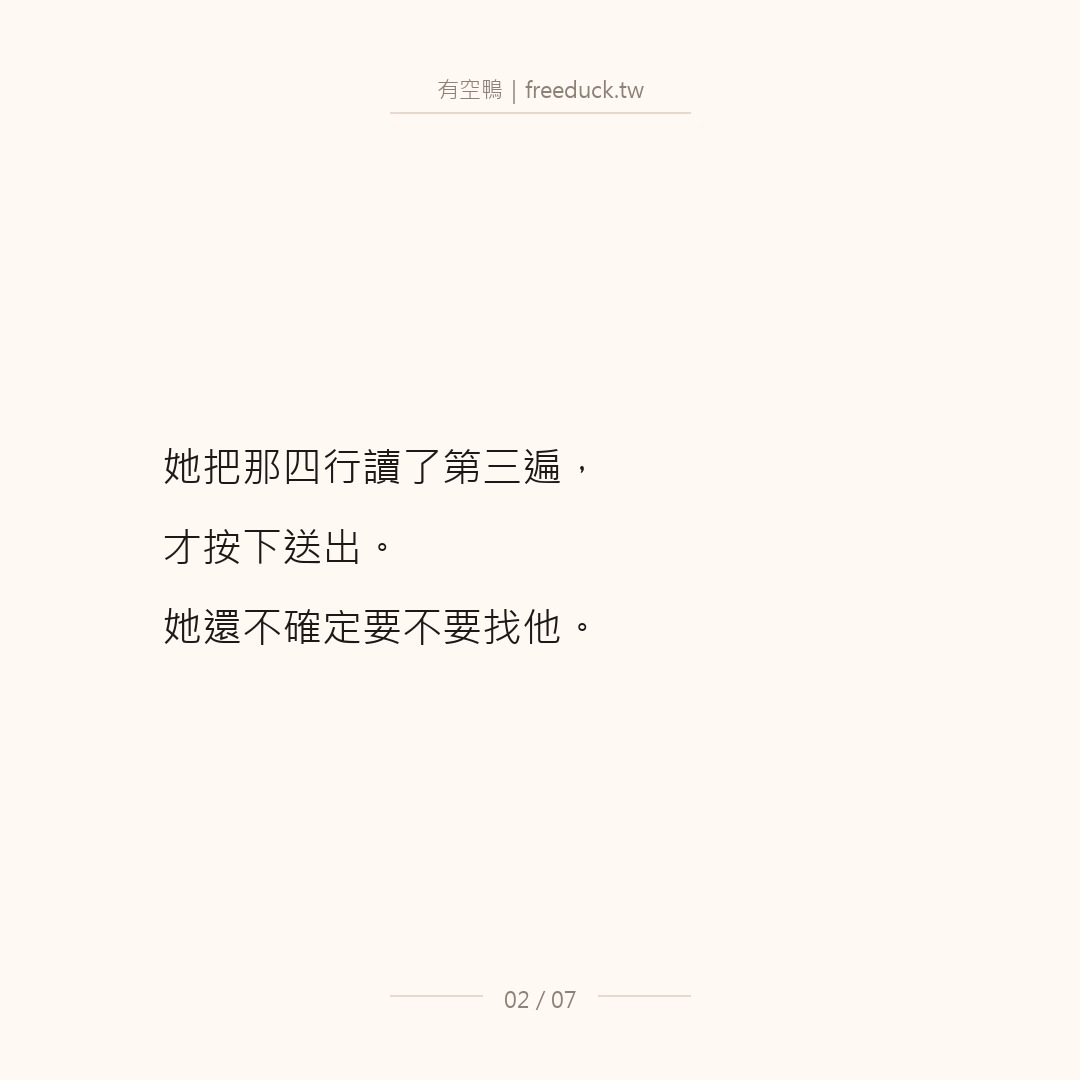 有空鴨｜freeduck.tw
她把那四行讀了第三遍，
才按下送出。
她還不確定要不要找他。
02 / 07